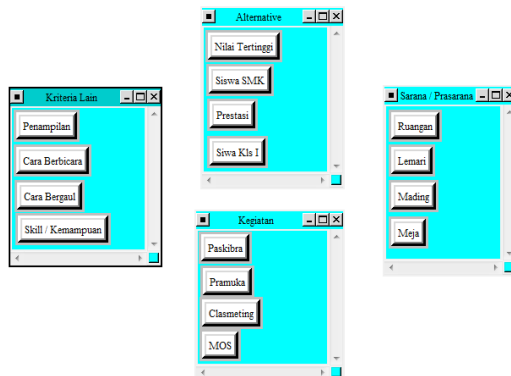 Alternative
Nilai Tertinggi
Siswa SMK
Prestasi
Siwa Kls I
Kriteria Lain
Penampilan
Cara Berbicara
Cara Bergaul
Skill / Kemampuan
Sarana / Prasarana
Ruangan
Lemari
Mading
Meja
Kegiatan
Paskibra
Pramuka
Clasmeting
MOS